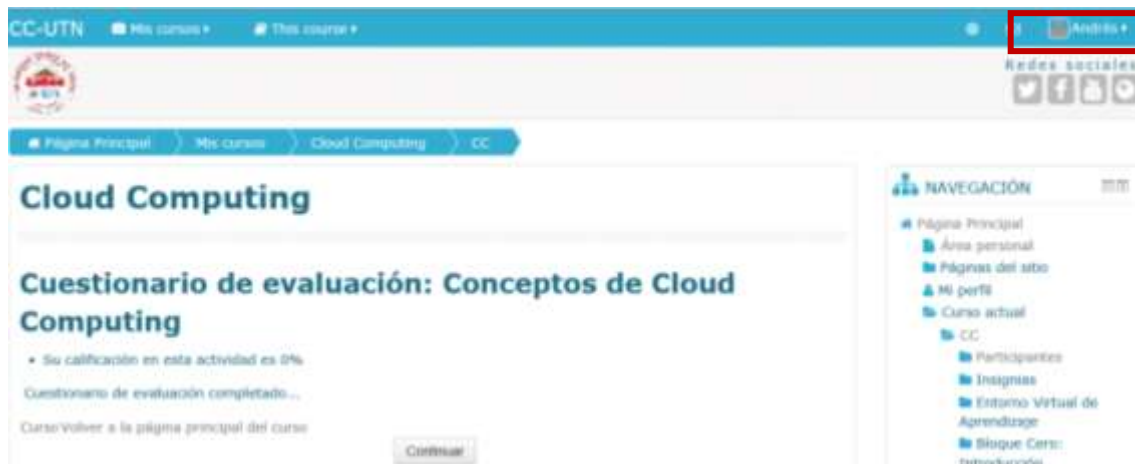 CC-UTN Mis cursos This course Andrés
Redes sociales
Página Principal Mis cursos Cloud Computing CC
Cloud Computing
NAVEGACIÓN
Página Principal
Área personal
Páginas del sitio
Mi perfil
Curso actual
CC
Participantes
Insignias
Entorno Virtual de
Aprendizaje
Bloque Cero:
Introducción
Cuestionario de evaluación: Conceptos de Cloud
Computing
• Su calificación en esta actividad es 0%
Cuestionario de evaluación completado...
Curso Volver a la página principal del curso
Continuar